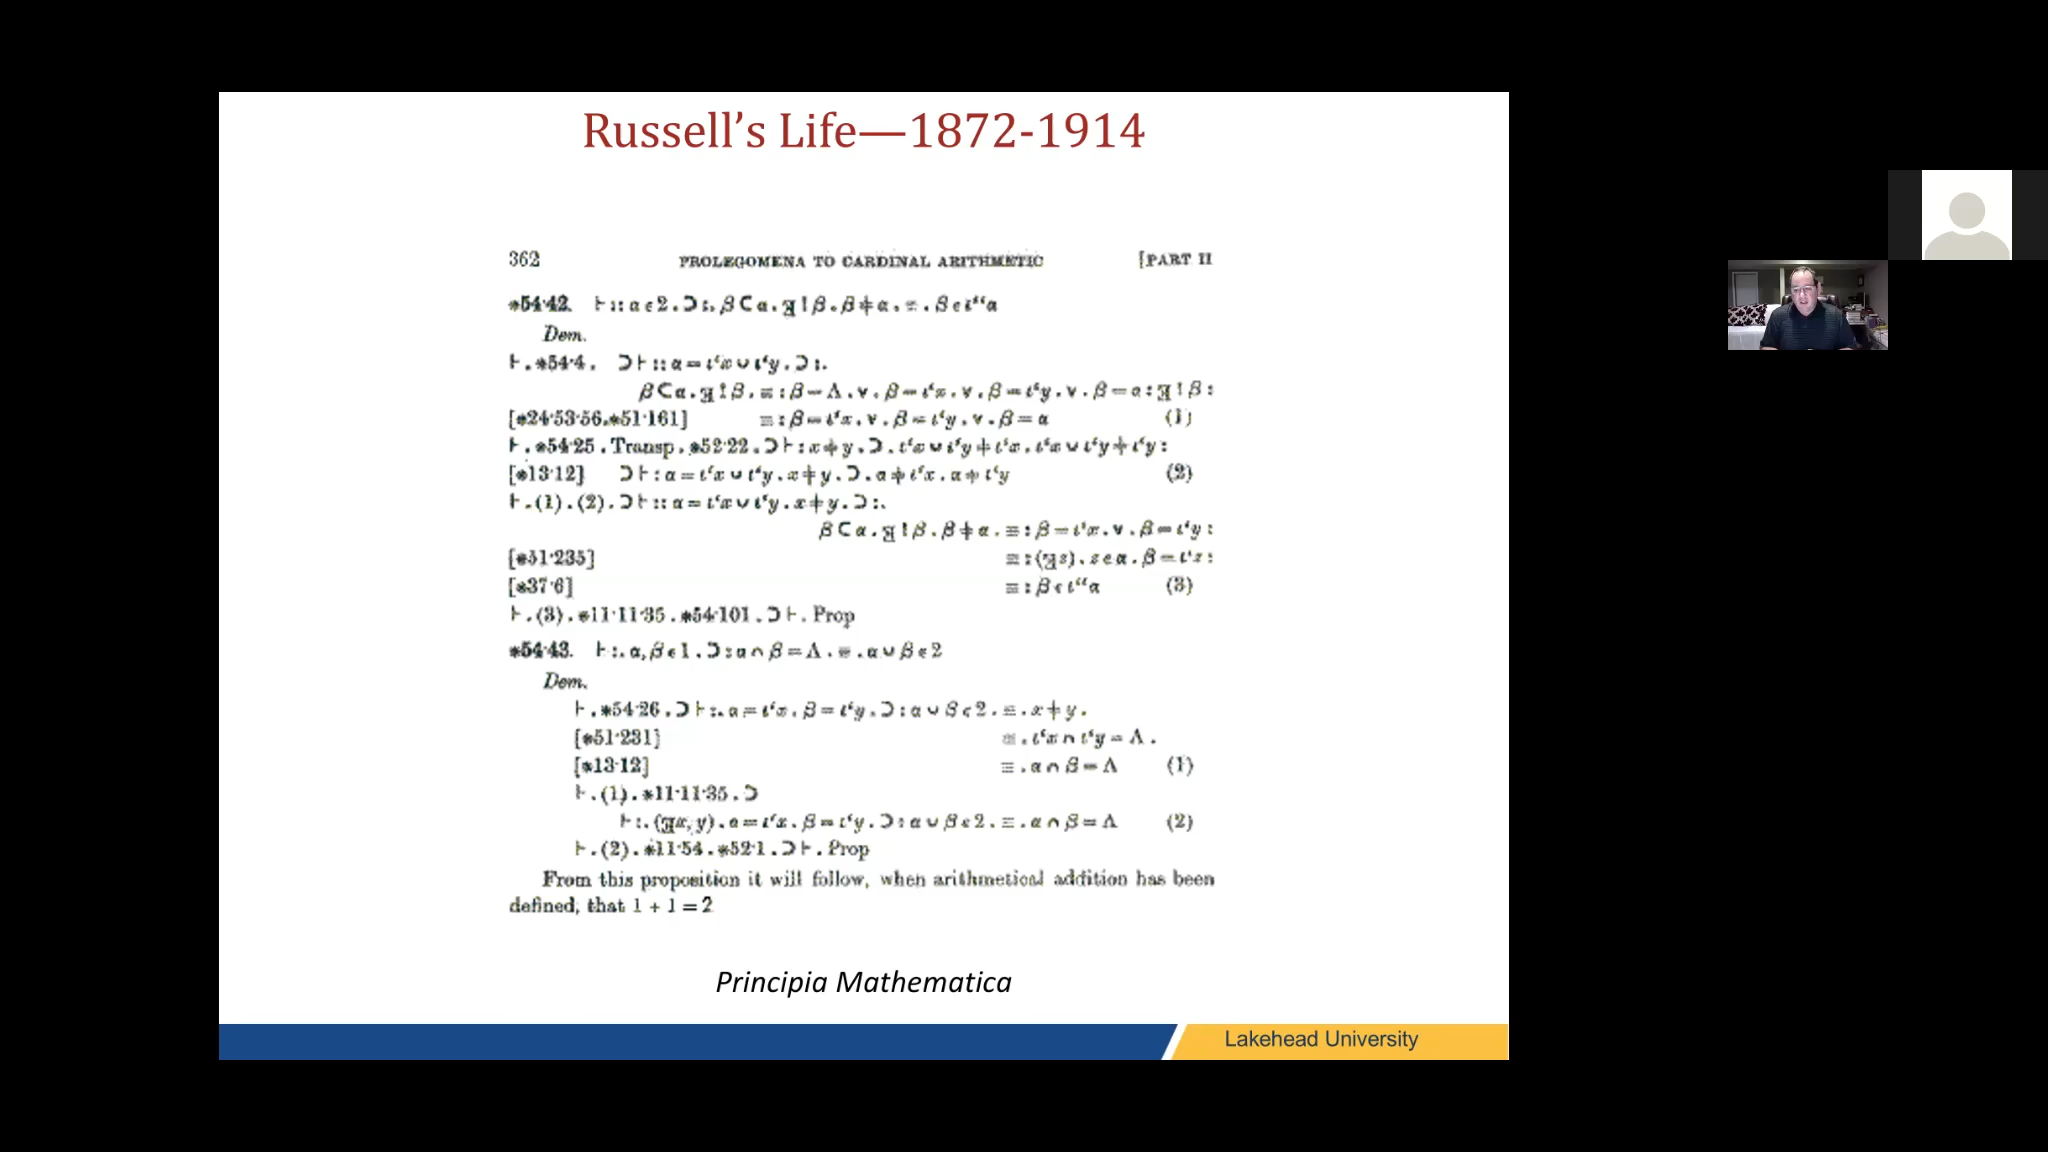 Russell’s Life—1872-1914
362 PROLEGOMENA TO CARDINAL ARITHMETIC [PART II
*54·42. ⊢ :: α ϵ 2 . ⊃ :. β ⊂ α . ∃ ! β . β ≠ α . ≡ . β ϵ ι“α
Dem.
⊢ . *54·4 . ⊃ ⊢ :: α = ι‘x ∪ ι‘y . ⊃ :.
β ⊂ α . ∃ ! β . ≡ : β = Λ . ∨ . β = ι‘x . ∨ . β = ι‘y . ∨ . β = α : ∃ ! β :
[*24·53·56.*51·161] ≡ : β = ι‘x . ∨ . β = ι‘y . ∨ . β = α (1)
⊢ . *54·25 . Transp . *52·22 . ⊃ ⊢ : x ≠ y . ⊃ . ι‘x ∪ ι‘y ≠ ι‘x . ι‘x ∪ ι‘y ≠ ι‘y :
[*13·12] ⊃ ⊢ : α = ι‘x ∪ ι‘y . x ≠ y . ⊃ . α ≠ ι‘x . α ≠ ι‘y (2)
⊢ . (1) . (2) . ⊃ ⊢ :: α = ι‘x ∪ ι‘y . x ≠ y . ⊃ :.
β ⊂ α . ∃ ! β . β ≠ α . ≡ : β = ι‘x . ∨ . β = ι‘y :
[*51·235] ≡ : (∃z) . z ϵ α . β = ι‘z :
[*37·6] ≡ : β ϵ ι“α (3)
⊢ . (3) . *11·11·35 . *54·101 . ⊃ ⊢ . Prop
*54·43. ⊢ :. α, β ϵ 1 . ⊃ : α ∩ β = Λ . ≡ . α ∪ β ϵ 2
Dem.
⊢ . *54·26 . ⊃ ⊢ :. α = ι‘x . β = ι‘y . ⊃ : α ∪ β ϵ 2 . ≡ . x ≠ y .
[*51·231] ≡ . ι‘x ∩ ι‘y = Λ .
[*13·12] ≡ . α ∩ β = Λ (1)
⊢ . (1) . *11·11·35 . ⊃
⊢ :. (∃x, y) . α = ι‘x . β = ι‘y . ⊃ : α ∪ β ϵ 2 . ≡ . α ∩ β = Λ (2)
⊢ . (2) . *11·54 . *52·1 . ⊃ ⊢ . Prop
From this proposition it will follow, when arithmetical addition has been
defined, that 1 + 1 = 2
Principia Mathematica
Lakehead University